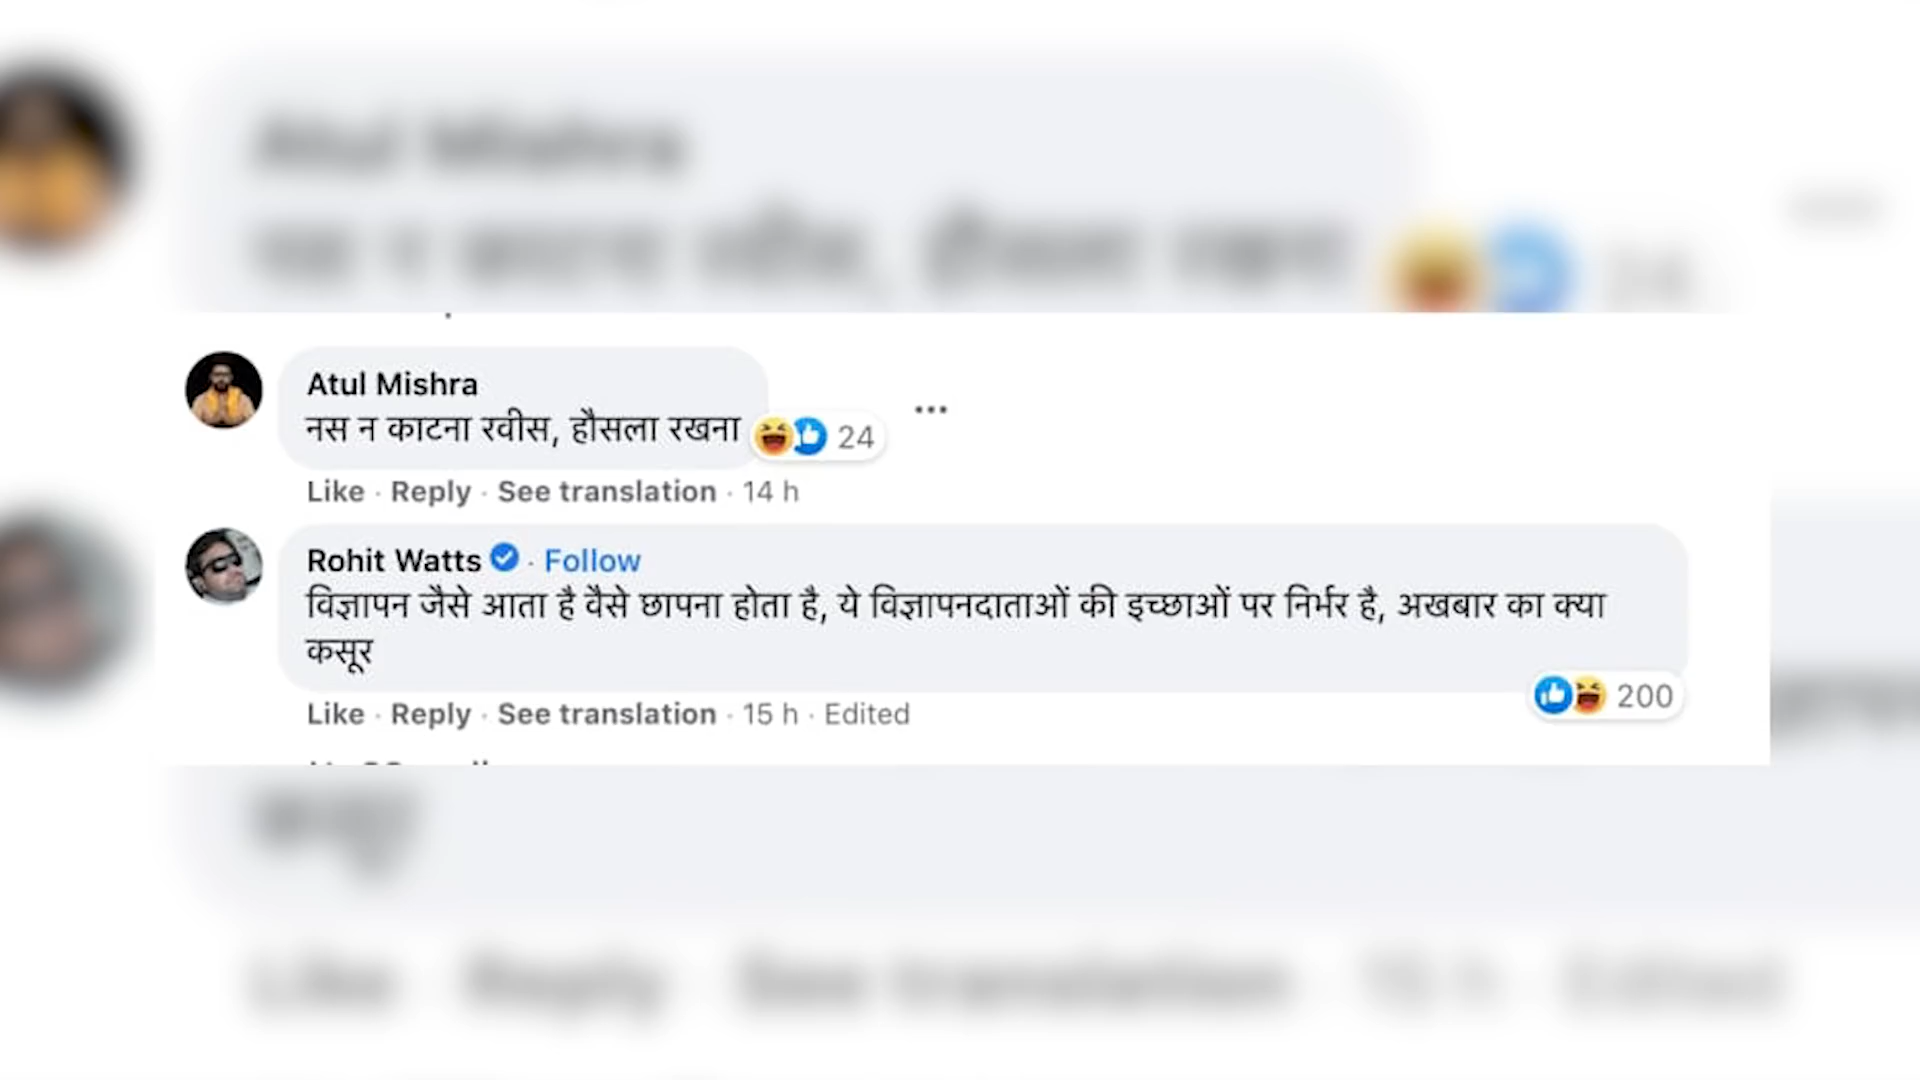 Atul Mishra
नस न काटना रवीस, हौसला रखना
24
Like · Reply · See translation · 14 h
Rohit Watts · Follow
विज्ञापन जैसे आता है वैसे छापना होता है, ये विज्ञापनदाताओं की इच्छाओं पर निर्भर है, अखबार का क्या
कसूर
200
Like · Reply · See translation · 15 h · Edited